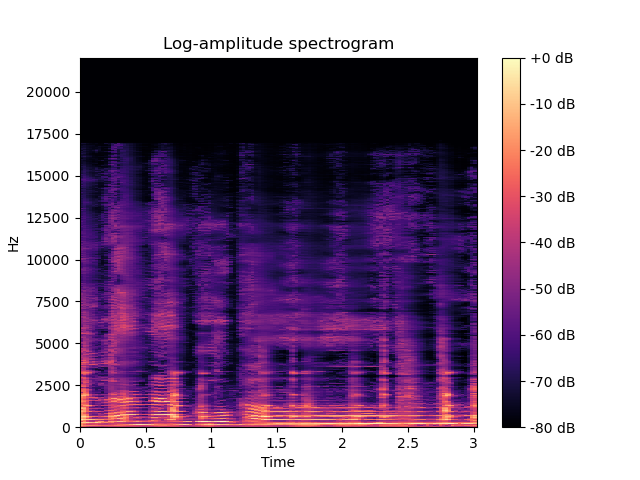 Log-amplitude spectrogram
Hz
20000
17500
15000
12500
10000
7500
5000
2500
0
0
0.5
1
1.5
2
2.5
3
Time
+0 dB
-10 dB
-20 dB
-30 dB
-40 dB
-50 dB
-60 dB
-70 dB
-80 dB